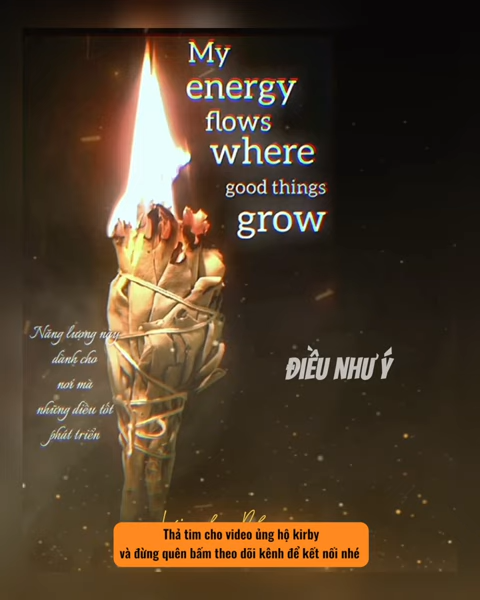 My
energy
flows
where
good things
grow
Năng lượng này
dành cho
nơi mà
những điều tốt
phát triển
ĐIỀU NHƯ Ý
Thả tim cho video ủng hộ kirby
và đừng quên bấm theo dõi kênh để kết nối nhé